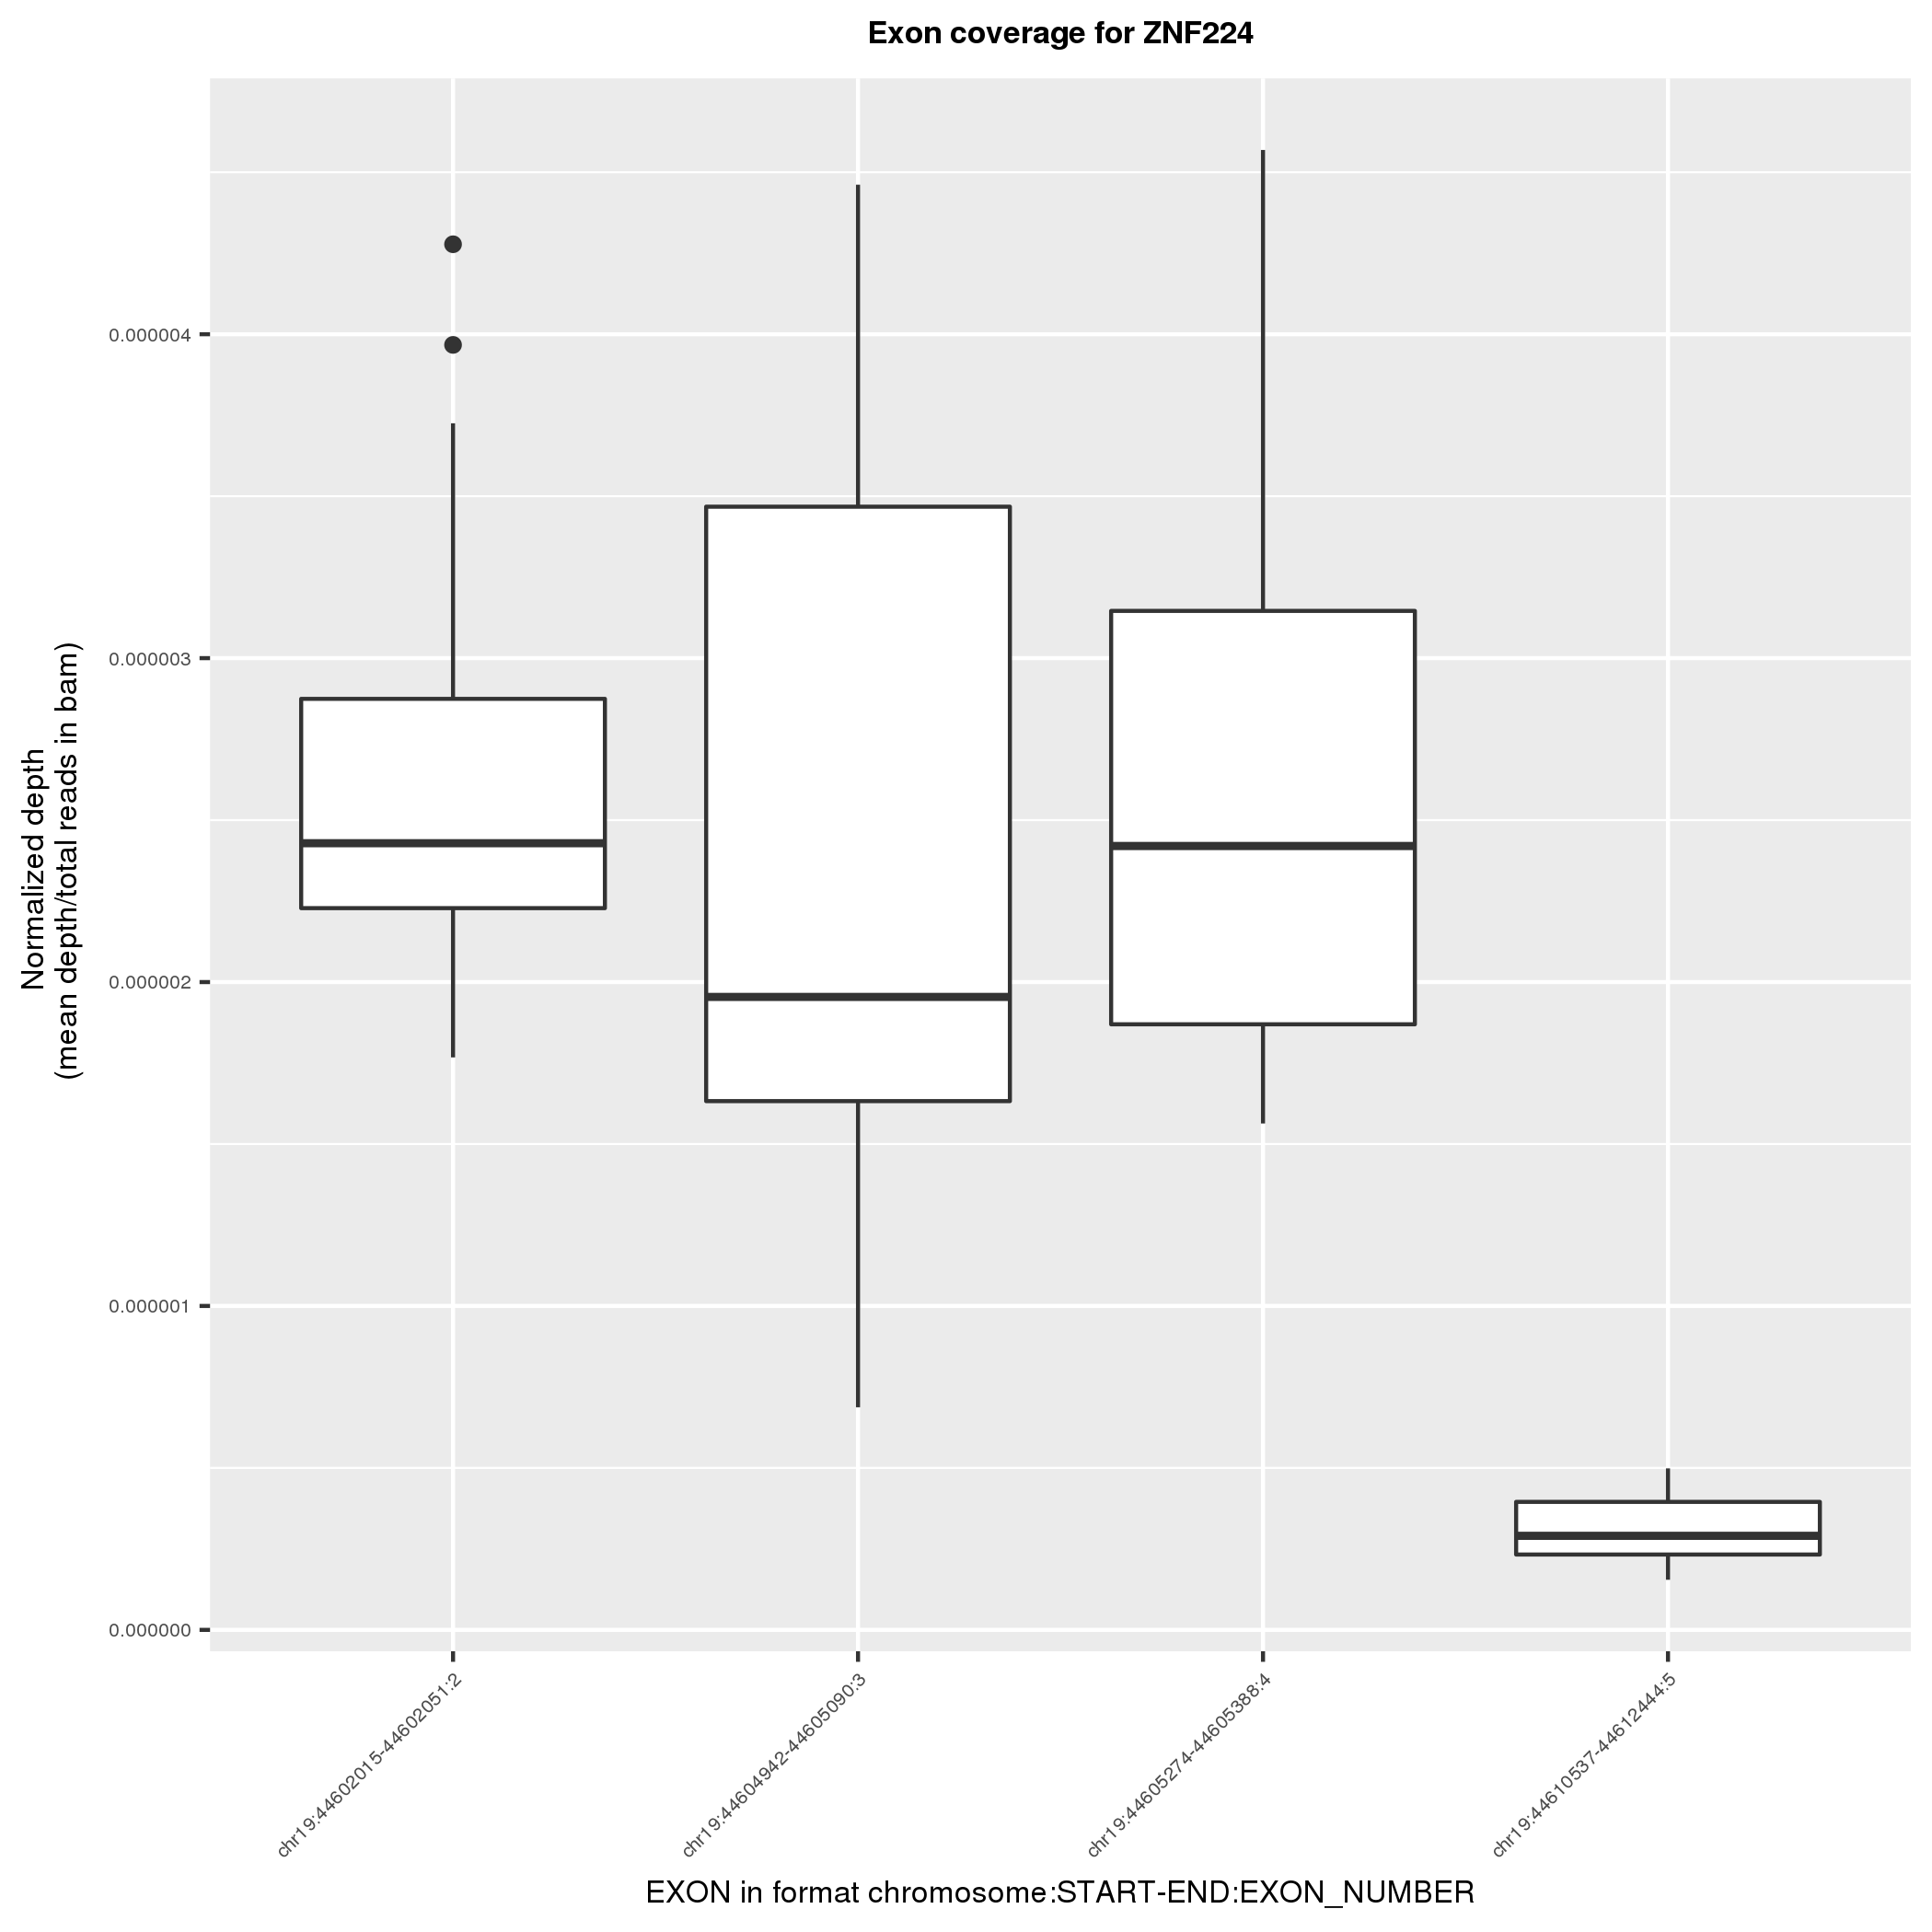 Exon coverage for ZNF224
Normalized depth
(mean depth/total reads in bam)
0.000004
0.000003
0.000002
0.000001
0.000000
chr19:44602015-44602051:2
chr19:44604942-44605090:3
chr19:44605274-44605388:4
chr19:44610537-44612444:5
EXON in format chromosome:START-END:EXON_NUMBER